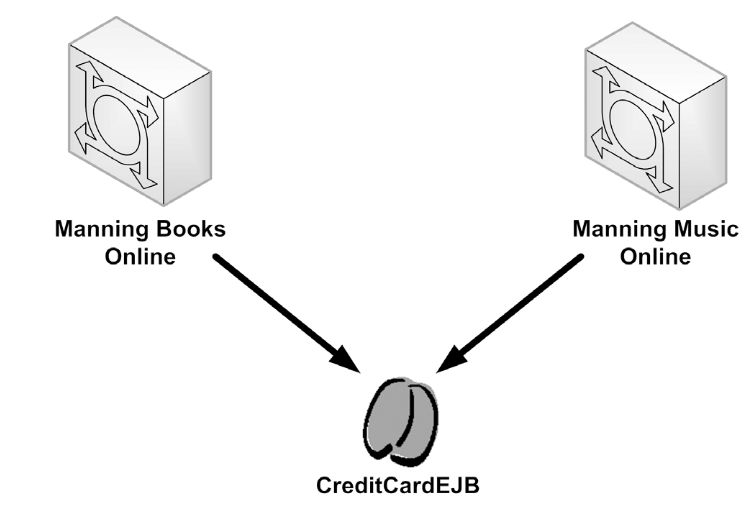 Manning Books
Online
Manning Music
Online
CreditCardEJB